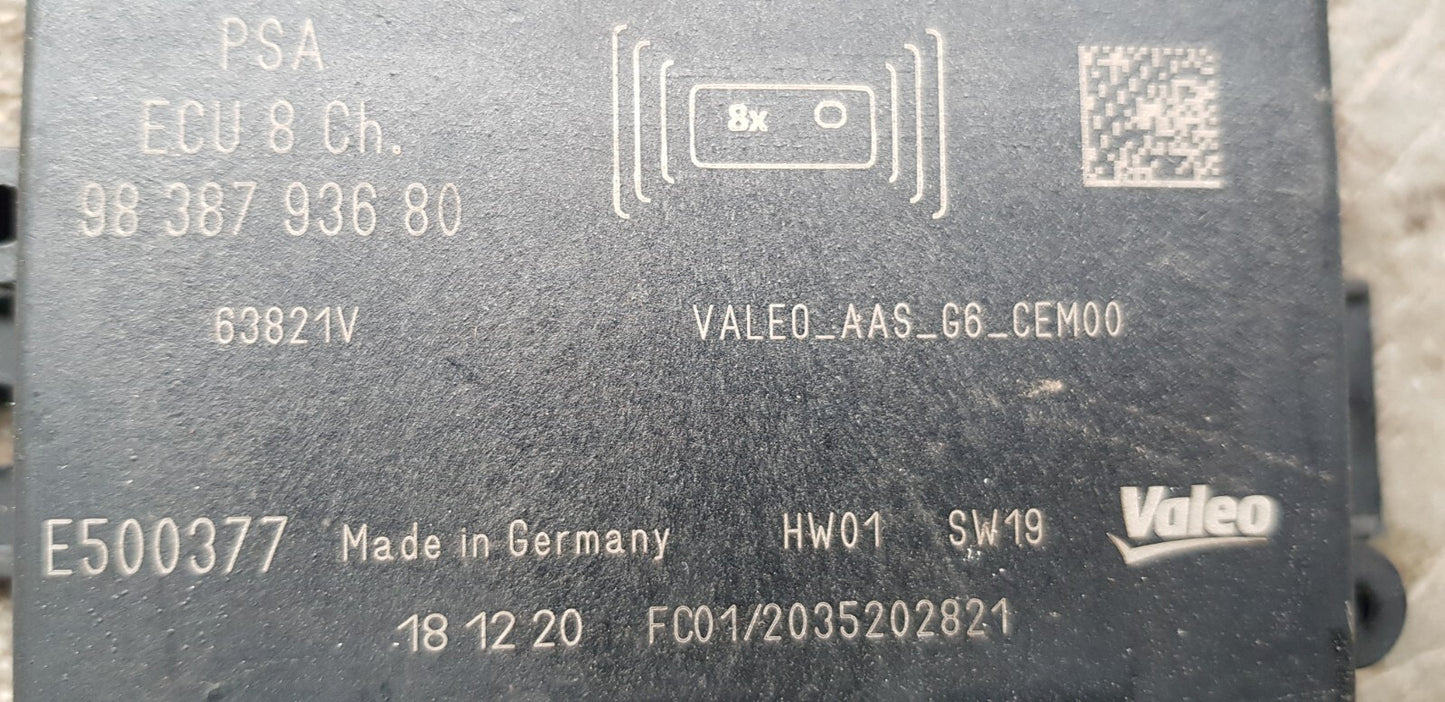 PSA
ECU 8 Ch.
98 387 936 80
8x
63821V
VALEO_AAS_G6_CEM00
E500377
Made in Germany
HW01
SW19
Valeo
18 12 20
FC01/2035202821